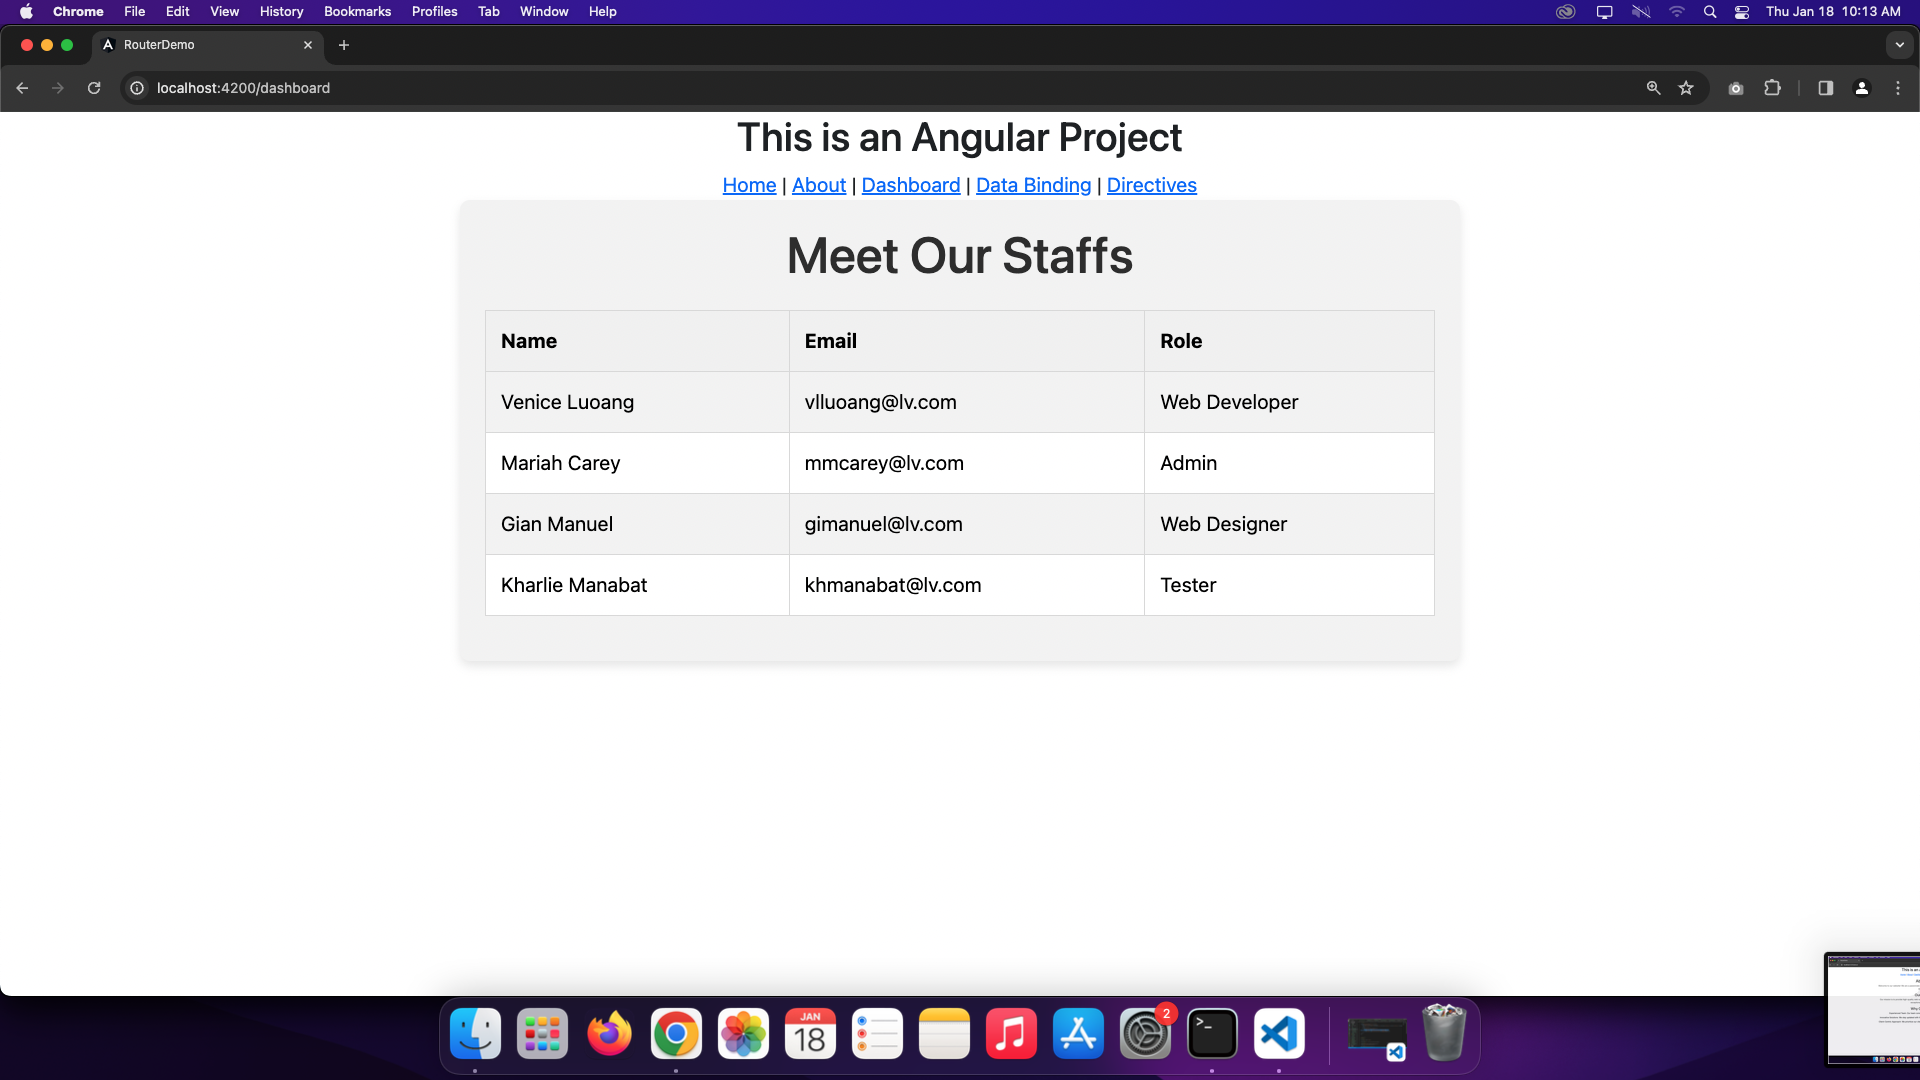 Chrome File Edit View History Bookmarks Profiles Tab Window Help Thu Jan 18 10:13 AM
RouterDemo
localhost:4200/dashboard
This is an Angular Project
Home | About | Dashboard | Data Binding | Directives
Meet Our Staffs
Name Email Role
Venice Luoang vlluoang@lv.com Web Developer
Mariah Carey mmcarey@lv.com Admin
Gian Manuel gimanuel@lv.com Web Designer
Kharlie Manabat khmanabat@lv.com Tester
JAN
18
2
>_